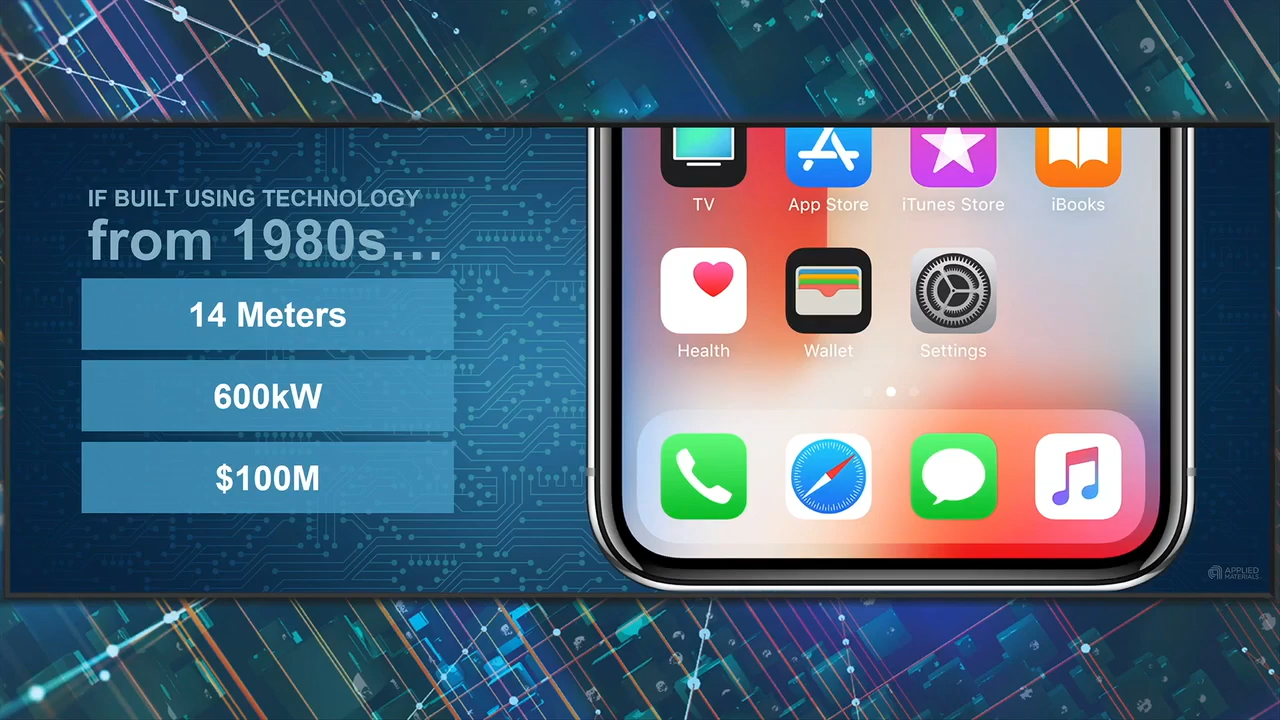 IF BUILT USING TECHNOLOGY
from 1980s...
14 Meters
600kW
$100M
TV
App Store
iTunes Store
iBooks
Health
Wallet
Settings
APPLIED
MATERIALS